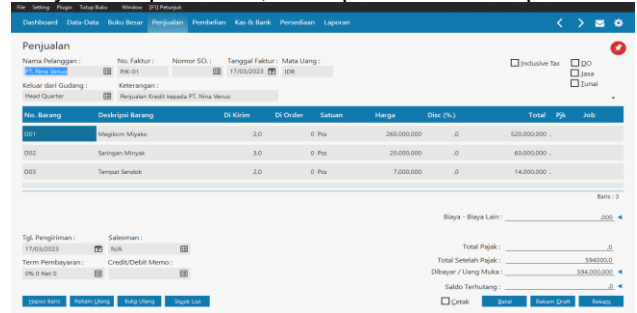 File Setting Plugin Tutup Buku Window [F1] Petunjuk
Dashboard Data-Data Buku Besar Penjualan Pembelian Kas & Bank Persediaan Laporan
Penjualan
Nama Pelanggan : No. Faktur : Nomor SO. : Tanggal Faktur : Mata Uang :
PT. Nina Venus PJK-01 17/03/2023 IDR
Inclusive Tax DO
Jasa
Tunai
Keluar dari Gudang : Keterangan :
Head Quarter Penjualan Kredit kepada PT. Nina Venus
No. Barang Deskripsi Barang Di Kirim Di Order Satuan Harga Disc (%.) Total Pjk Job
D01 Magikom Miyako 2.0 0 Pcs 260.000.000 .0 520.000.000 ..
D02 Saringan Minyak 3.0 0 Pcs 20.000.000 .0 60.000.000 ..
D03 Tempat Sendok 2.0 0 Pcs 7.000.000 .0 14.000.000 ..
Baris : 3
Biaya - Biaya Lain : .000
Tgl. Pengiriman : Salesman :
17/03/2023 N/A
Total Pajak : .0
Term Pembayaran : Credit/Debit Memo :
Total Setelah Pajak : 594000.0
0% 0 Net 0
Dibayar / Uang Muka : 594.000.000
Saldo Terhutang : .0
Hapus Baris Rekam Ulang Buka Ulang Stock List Cetak Batal Rekam Draft Rekam